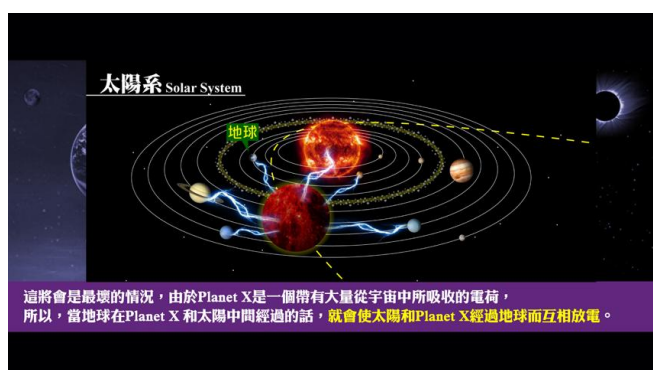 太陽系 Solar System
地球
這將會是最壞的情況，由於Planet X是一個帶有大量從宇宙中所吸收的電荷，
所以，當地球在Planet X 和太陽中間經過的話，就會使太陽和Planet X經過地球而互相放電。